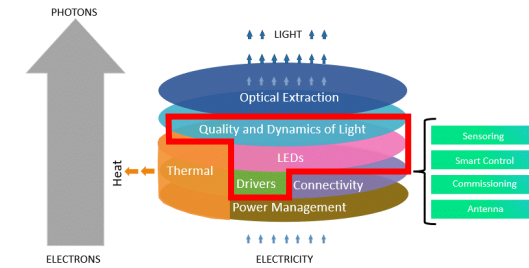 PHOTONS
LIGHT
Optical Extraction
Quality and Dynamics of Light
LEDs
Thermal
Heat
Drivers
Connectivity
Power Management
Sensoring
Smart Control
Commissioning
Antenna
ELECTRONS
ELECTRICITY